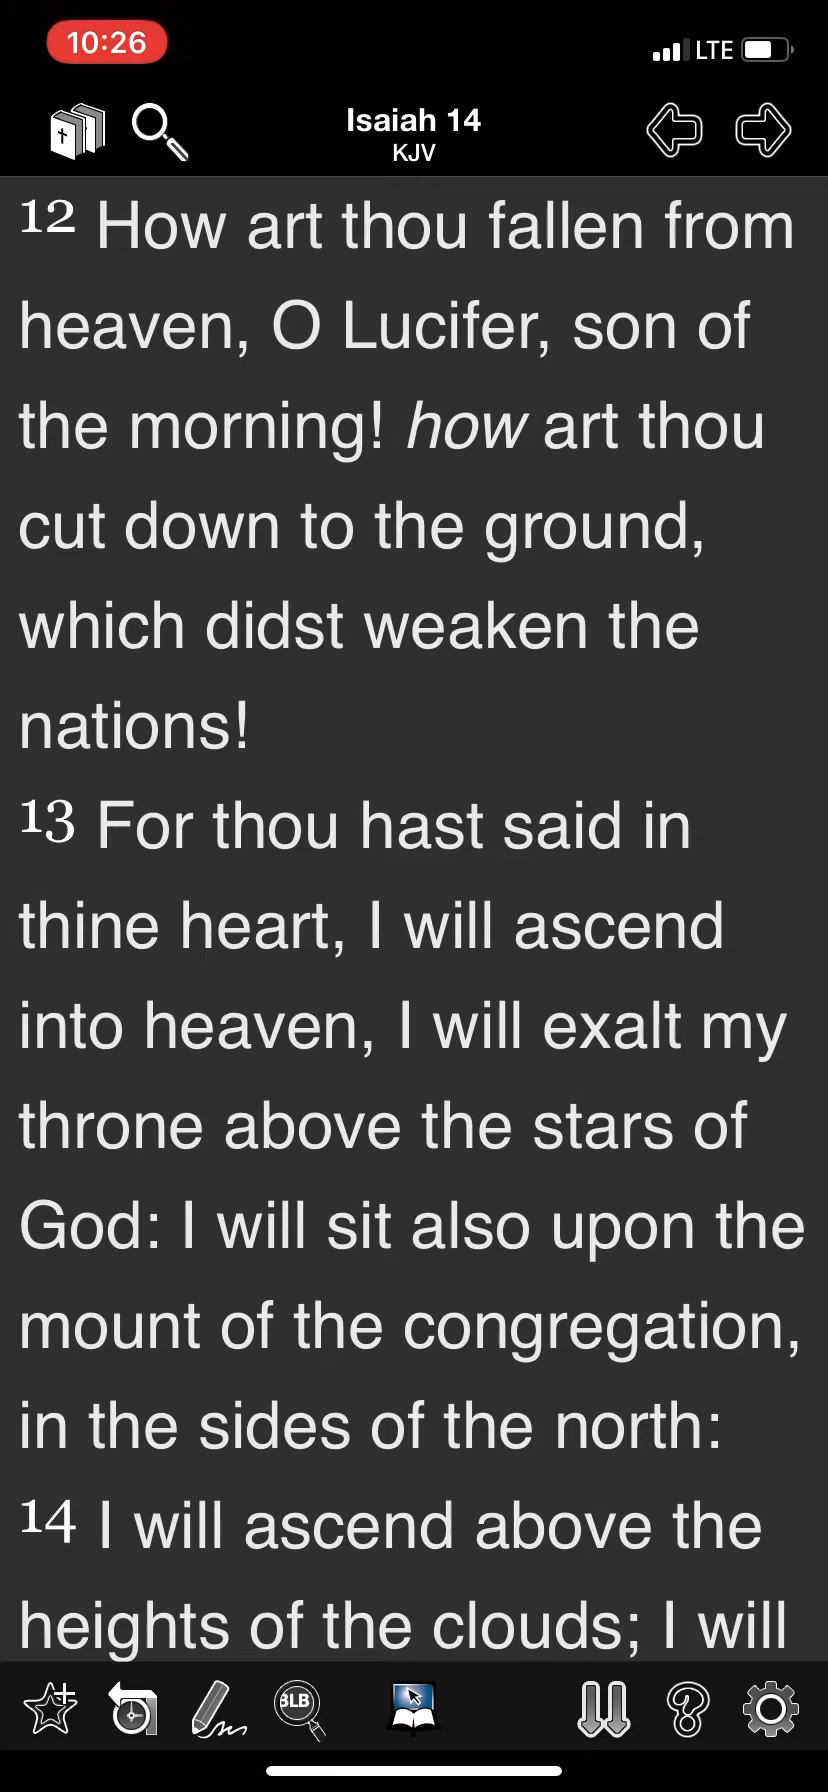 10:26
LTE
Isaiah 14
KJV
12 How art thou fallen from
heaven, O Lucifer, son of
the morning! how art thou
cut down to the ground,
which didst weaken the
nations!
13 For thou hast said in
thine heart, I will ascend
into heaven, I will exalt my
throne above the stars of
God: I will sit also upon the
mount of the congregation,
in the sides of the north:
14 I will ascend above the
heights of the clouds; I will
BLB